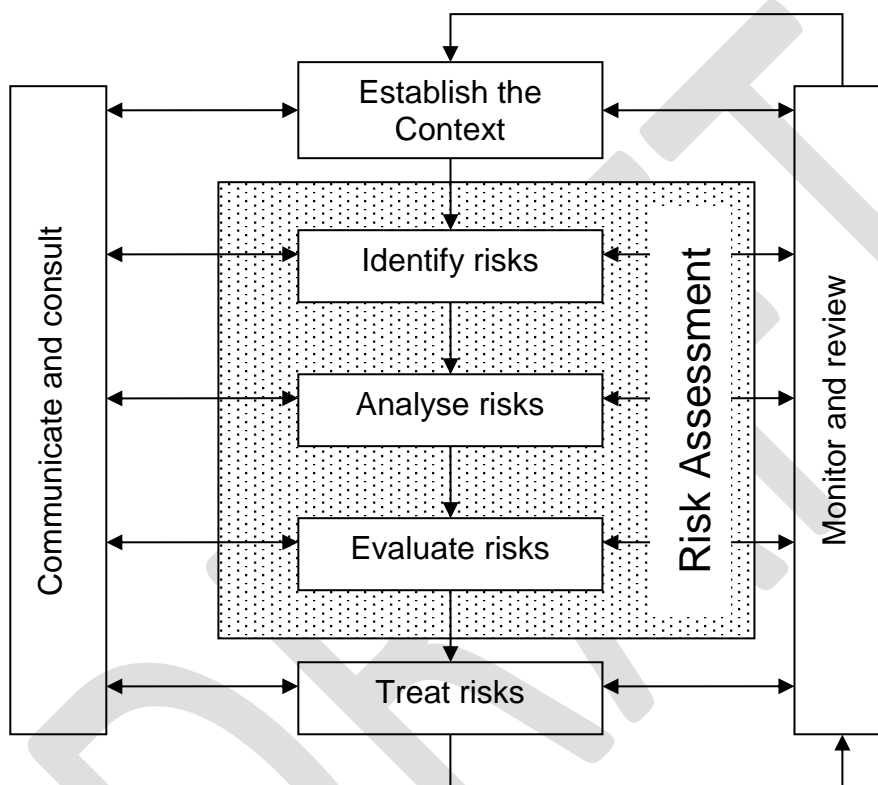 Establish the
Context
Communicate and consult
Identify risks
Analyse risks
Evaluate risks
Risk Assessment
Monitor and review
Treat risks
DRAFT